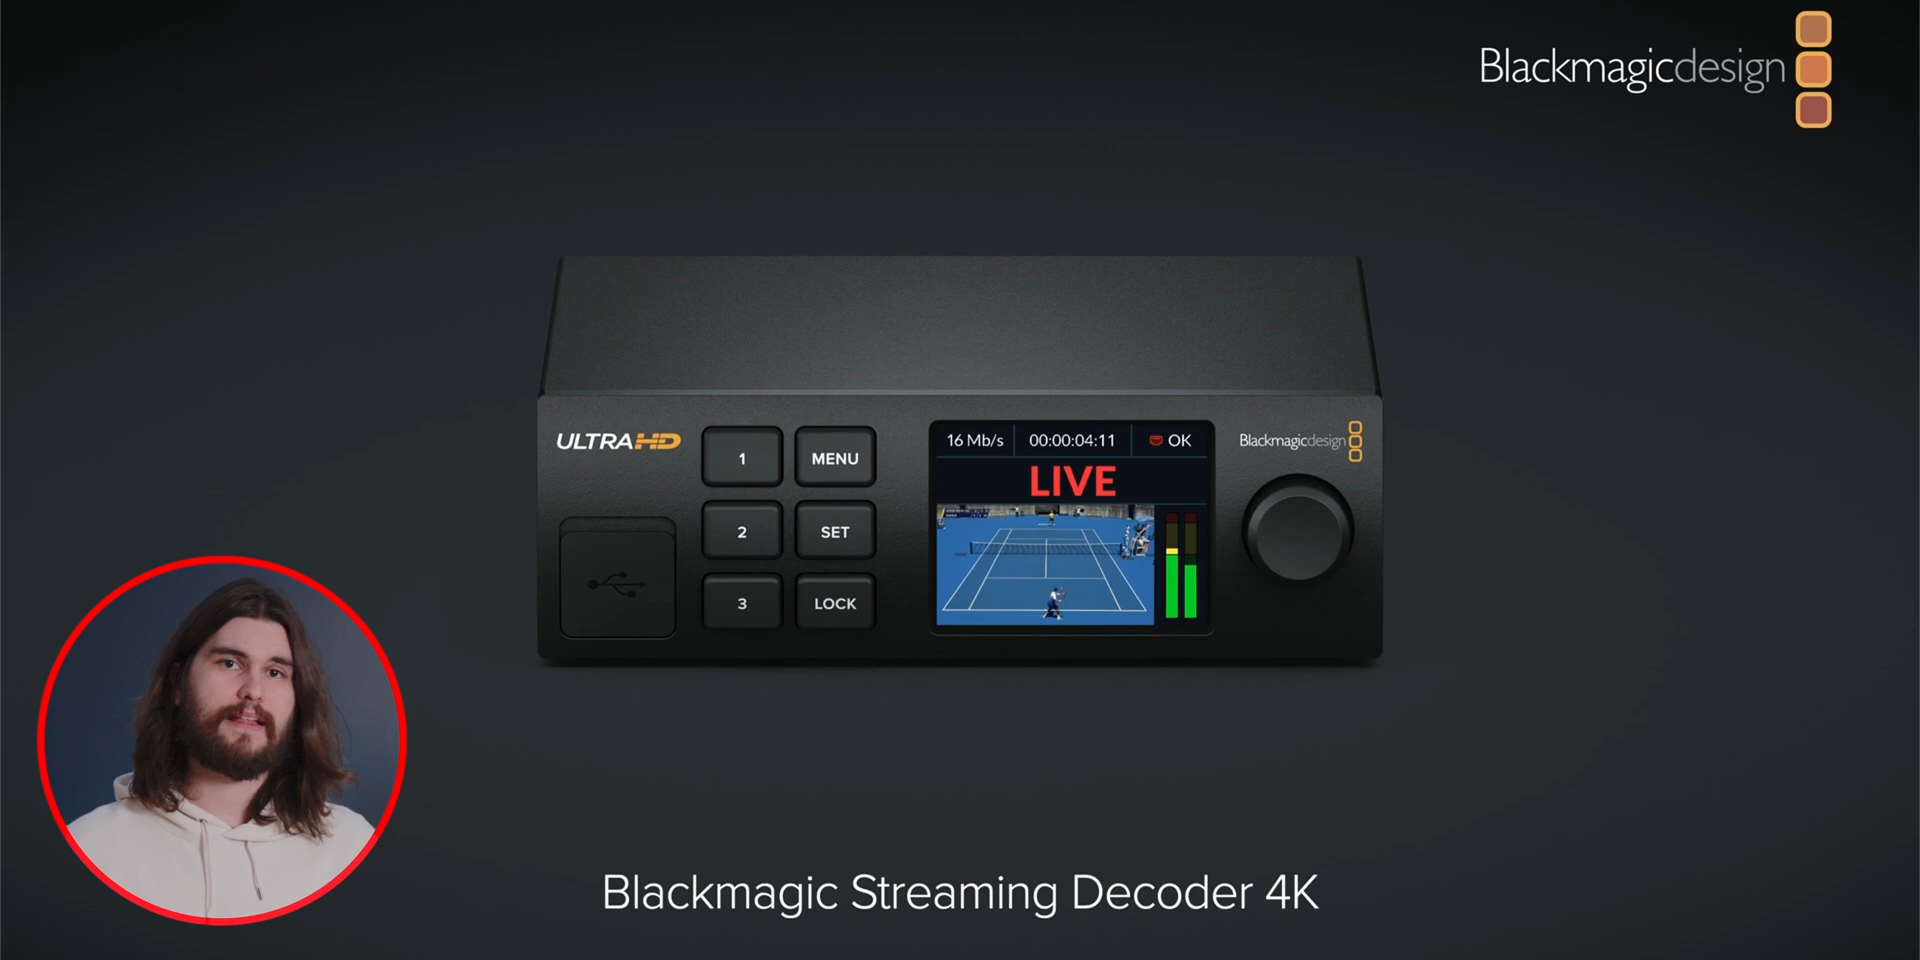 Blackmagicdesign
ULTRAHD
1
MENU
2
SET
3
LOCK
16 Mb/s
00:00:04:11
OK
LIVE
Blackmagicdesign
Blackmagic Streaming Decoder 4K